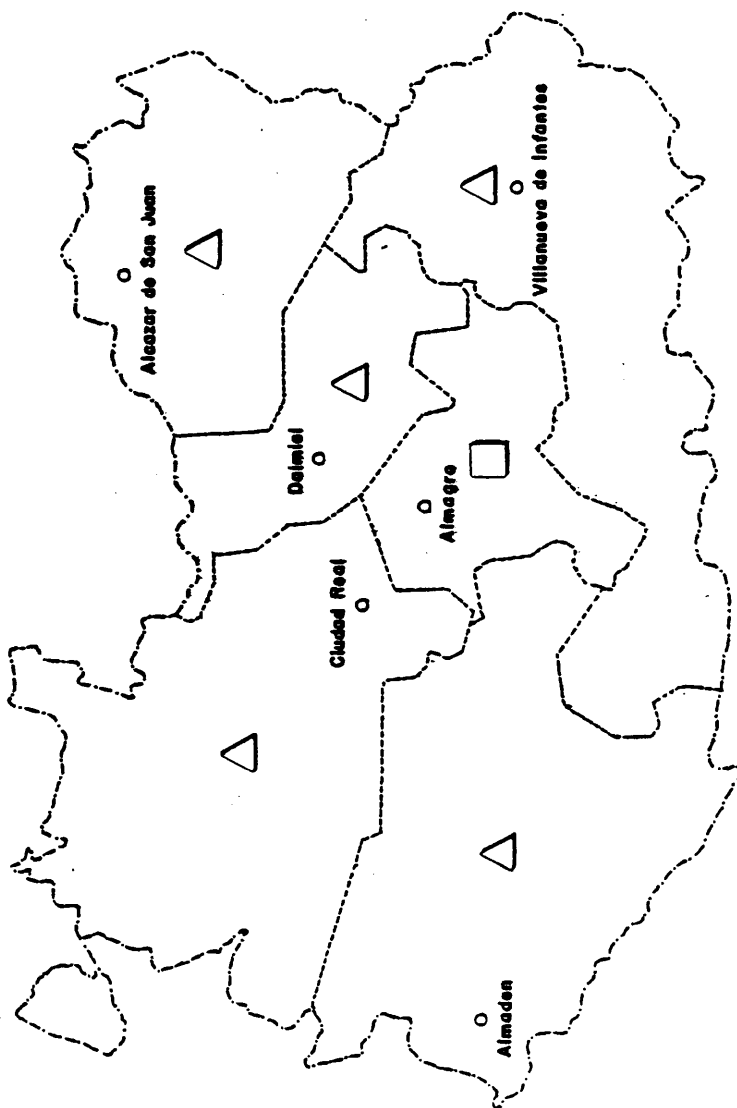 Alcazar de San Juan
Daimiel
Villanueva de Infantes
Ciudad Real
Almagro
Almaden